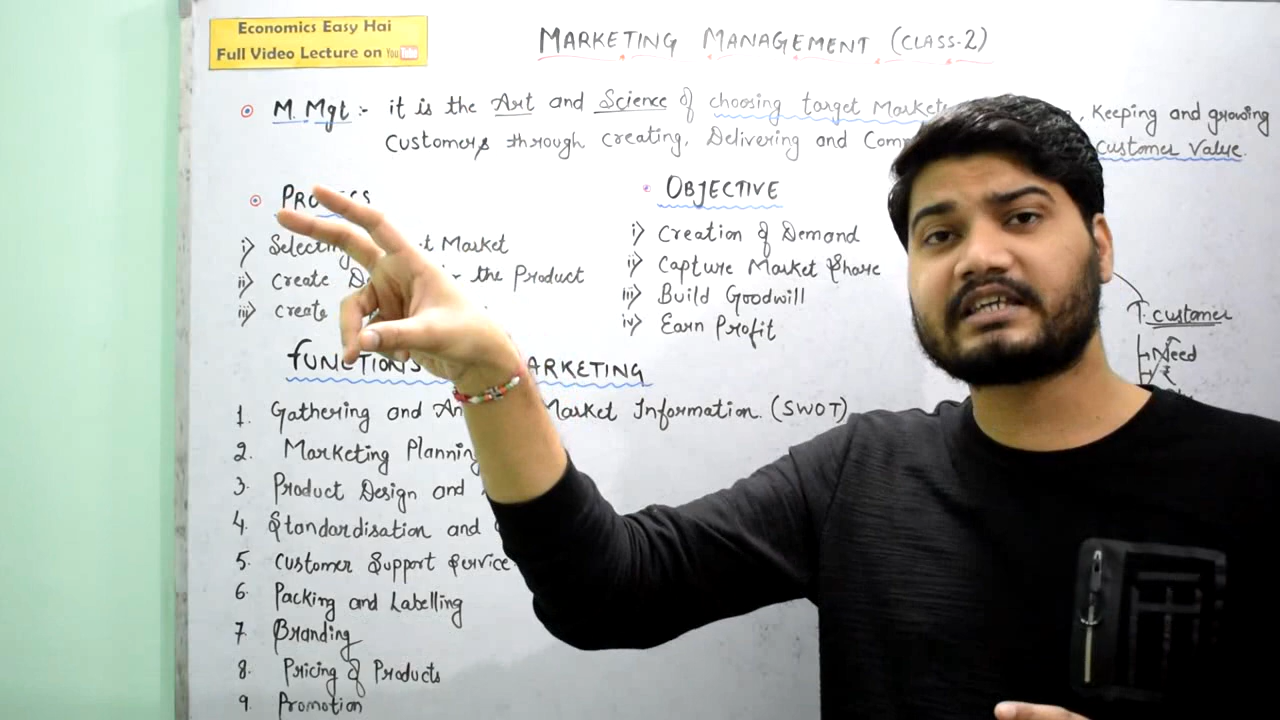 Economics Easy Hai
Full Video Lecture on YouTube
MARKETING MANAGEMENT (CLASS-2)
M. Mgt :- it is the Art and Science of choosing target Markets , Keeping and growing
Customers through creating, Delivering and Customer Value.
OBJECTIVE
i) Market
ii) Create the Product
iii) Create
i) Creation of Demand
ii) Capture Market Share
iii) Build Goodwill
iv) Earn Profit
customer
Need
₹
FUNCTIONS
1. Gathering and Market Information. (SWOT)
2. Marketing Planning
3. Product Design and
4. Standardisation and
5. Customer Support Service
6. Packing and Labelling
7. Branding
8. Pricing of Products
9. Promotion